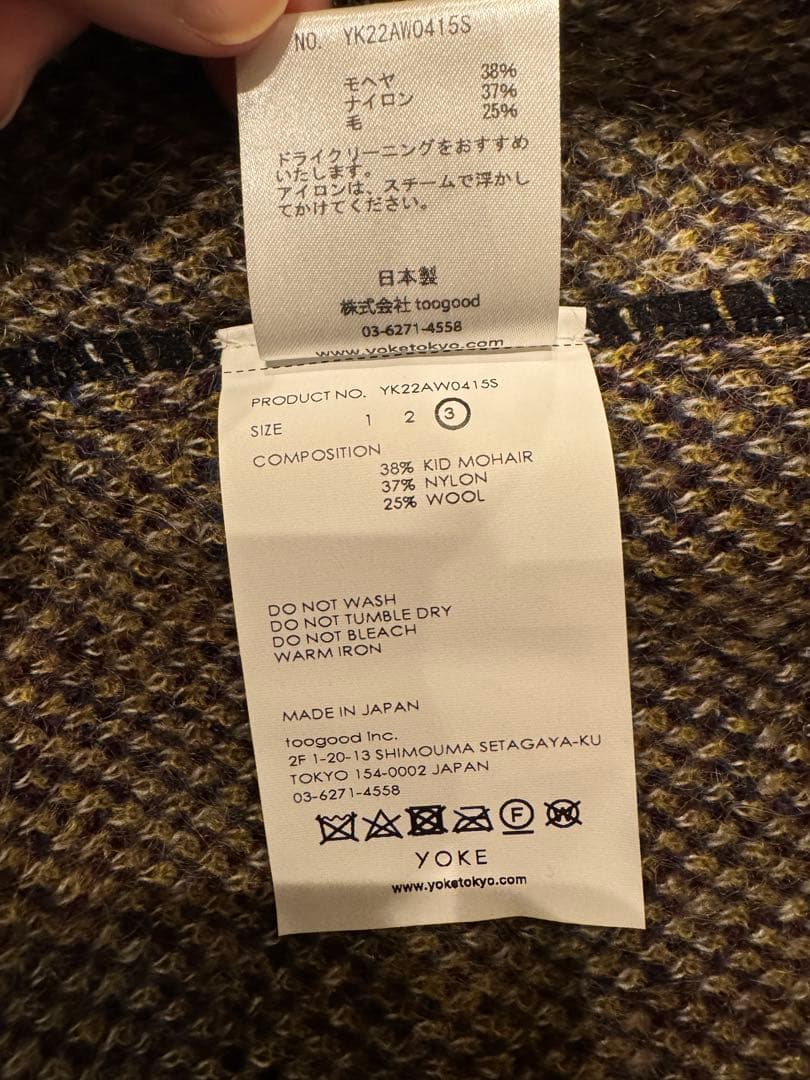 NO. YK22AW0415S
モヘヤ 38%
ナイロン 37%
毛 25%
ドライクリーニングをおすすめ
いたします。
アイロンは、スチームで浮かし
てかけてください。
日本製
株式会社 toogood
03-6271-4558
www.yoketokyo.com
PRODUCT NO. YK22AW0415S
SIZE 1 2 3
COMPOSITION
38% KID MOHAIR
37% NYLON
25% WOOL
DO NOT WASH
DO NOT TUMBLE DRY
DO NOT BLEACH
WARM IRON
MADE IN JAPAN
toogood Inc.
2F 1-20-13 SHIMOUMA SETAGAYA-KU
TOKYO 154-0002 JAPAN
03-6271-4558
F W
YOKE
www.yoketokyo.com